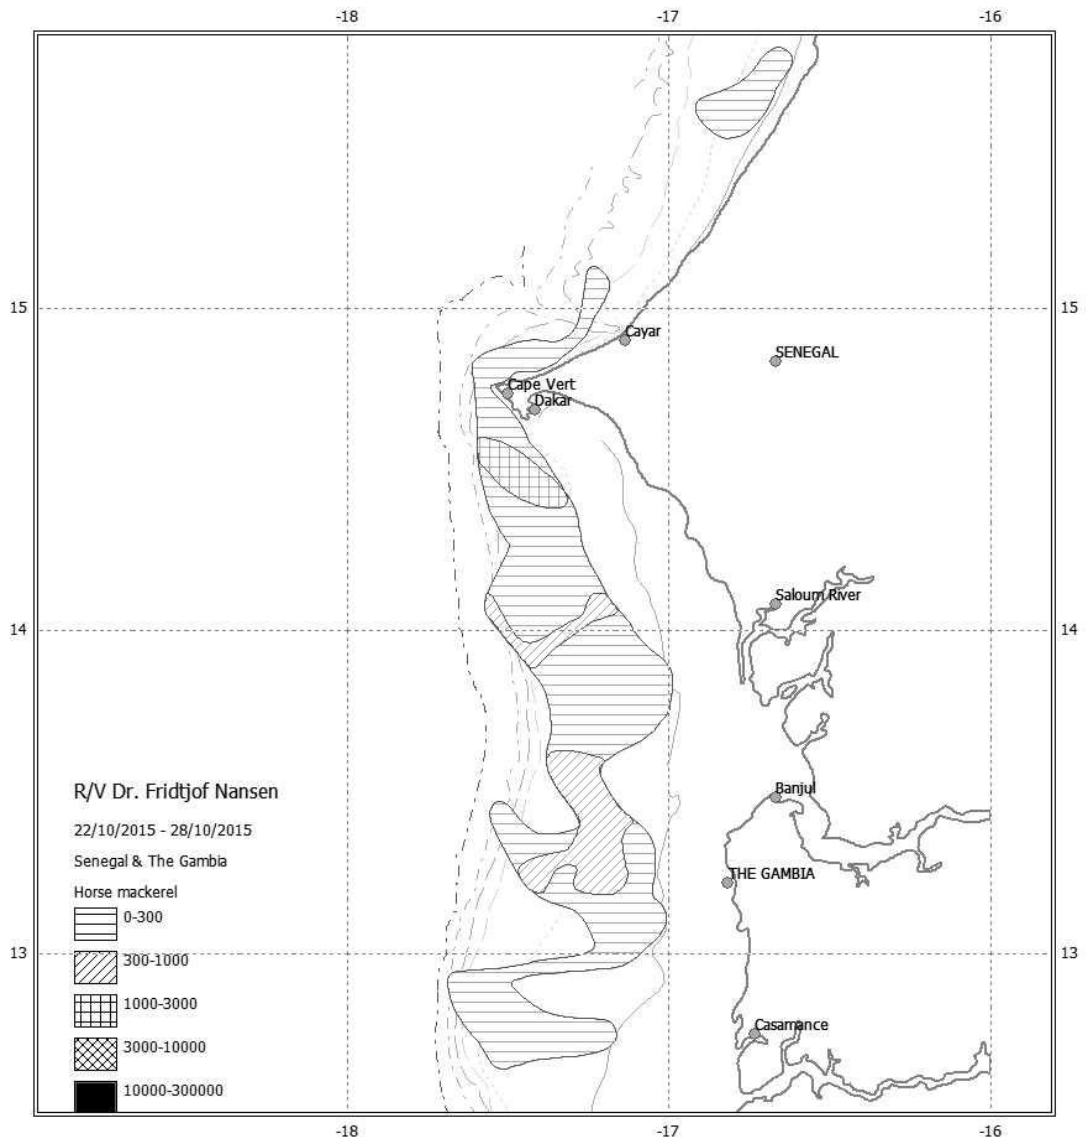 -18 -17 -16
15 15
Cayar
SENEGAL
Cape Vert
Dakar
Saloum River
14 14
R/V Dr. Fridtjof Nansen
Banjul
22/10/2015 - 28/10/2015
Senegal & The Gambia
THE GAMBIA
Horse mackerel
0-300
13 13
300-1000
1000-3000
Casamance
3000-10000
10000-300000
-18 -17 -16